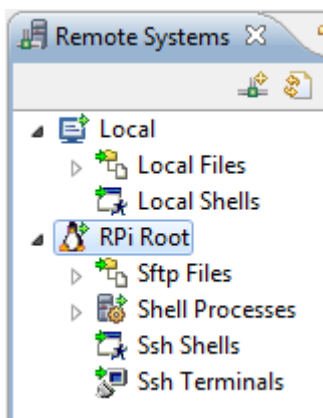 Remote Systems
Local
Local Files
Local Shells
RPi Root
Sftp Files
Shell Processes
Ssh Shells
Ssh Terminals